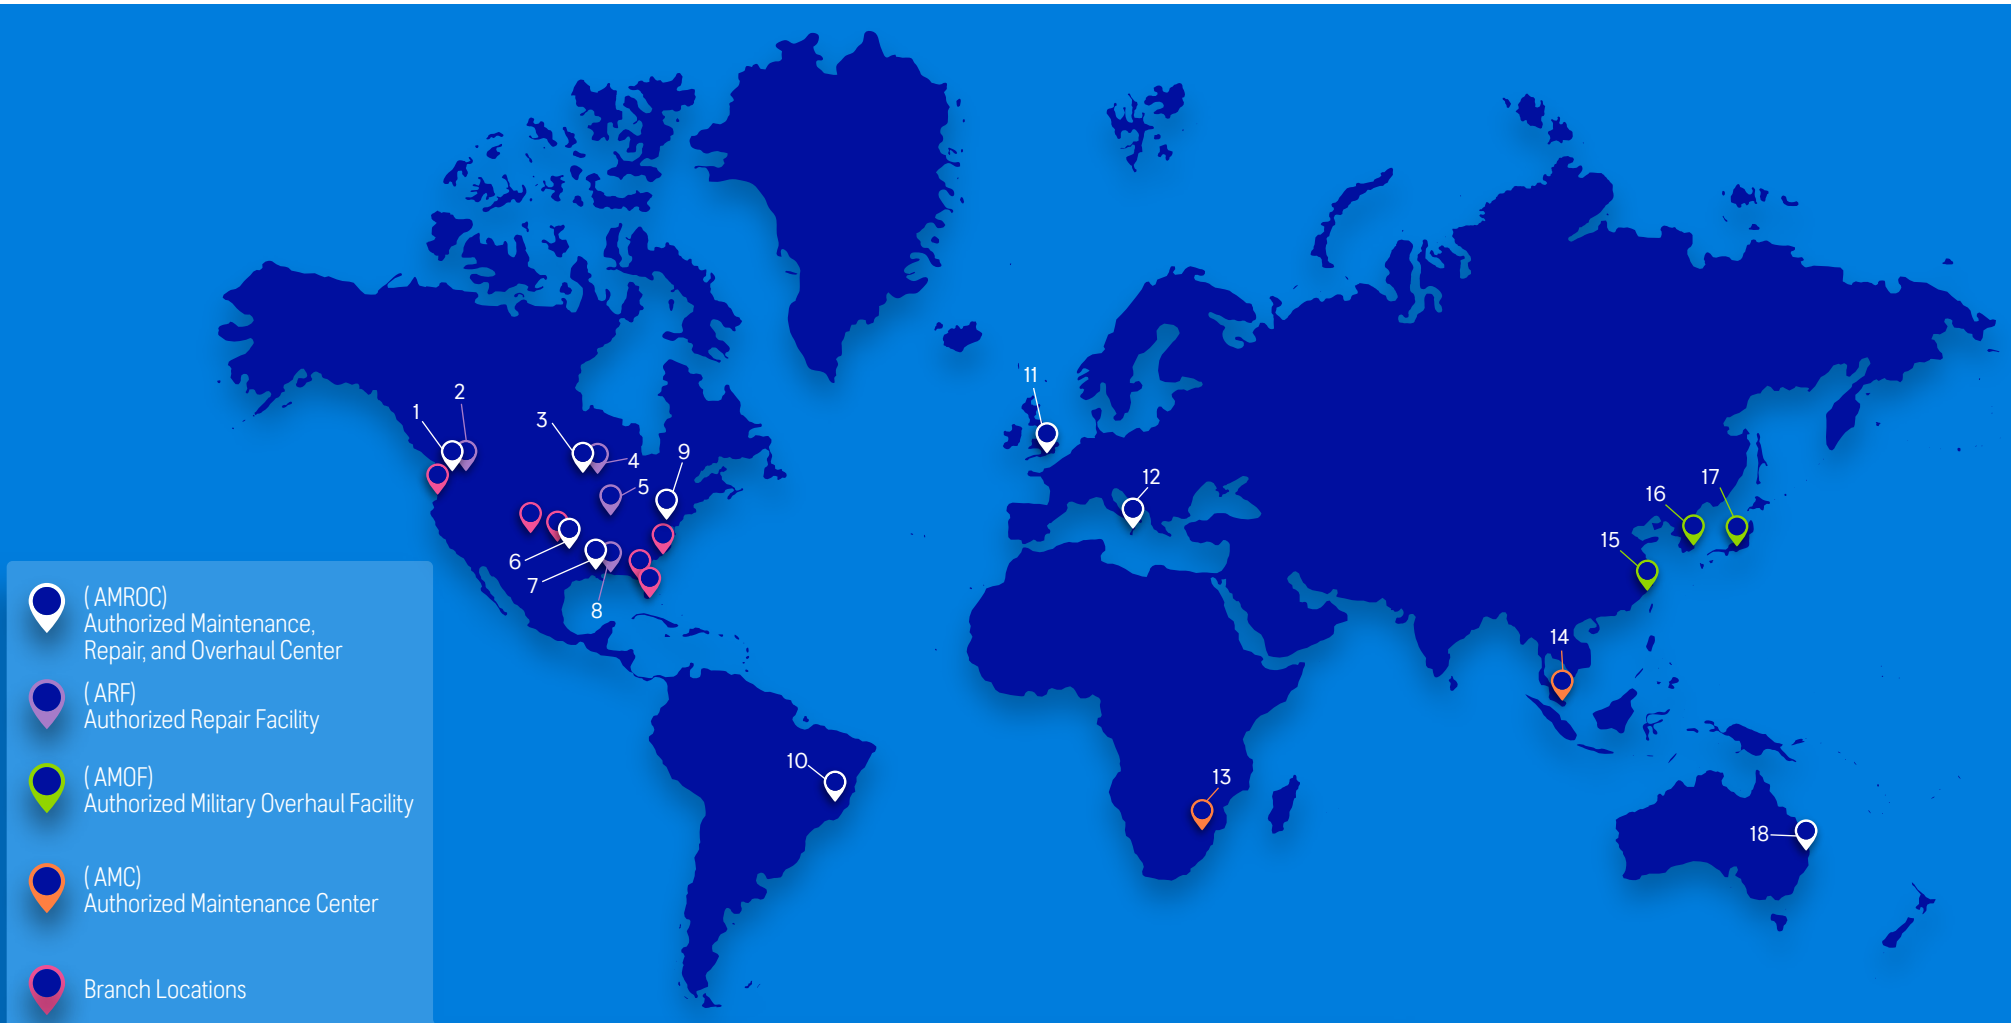 1
2
3
4
5
6
7
8
9
10
11
12
13
14
15
16
17
18
( AMROC)
Authorized Maintenance,
Repair, and Overhaul Center
( ARF)
Authorized Repair Facility
( AMOF)
Authorized Military Overhaul Facility
( AMC)
Authorized Maintenance Center
Branch Locations